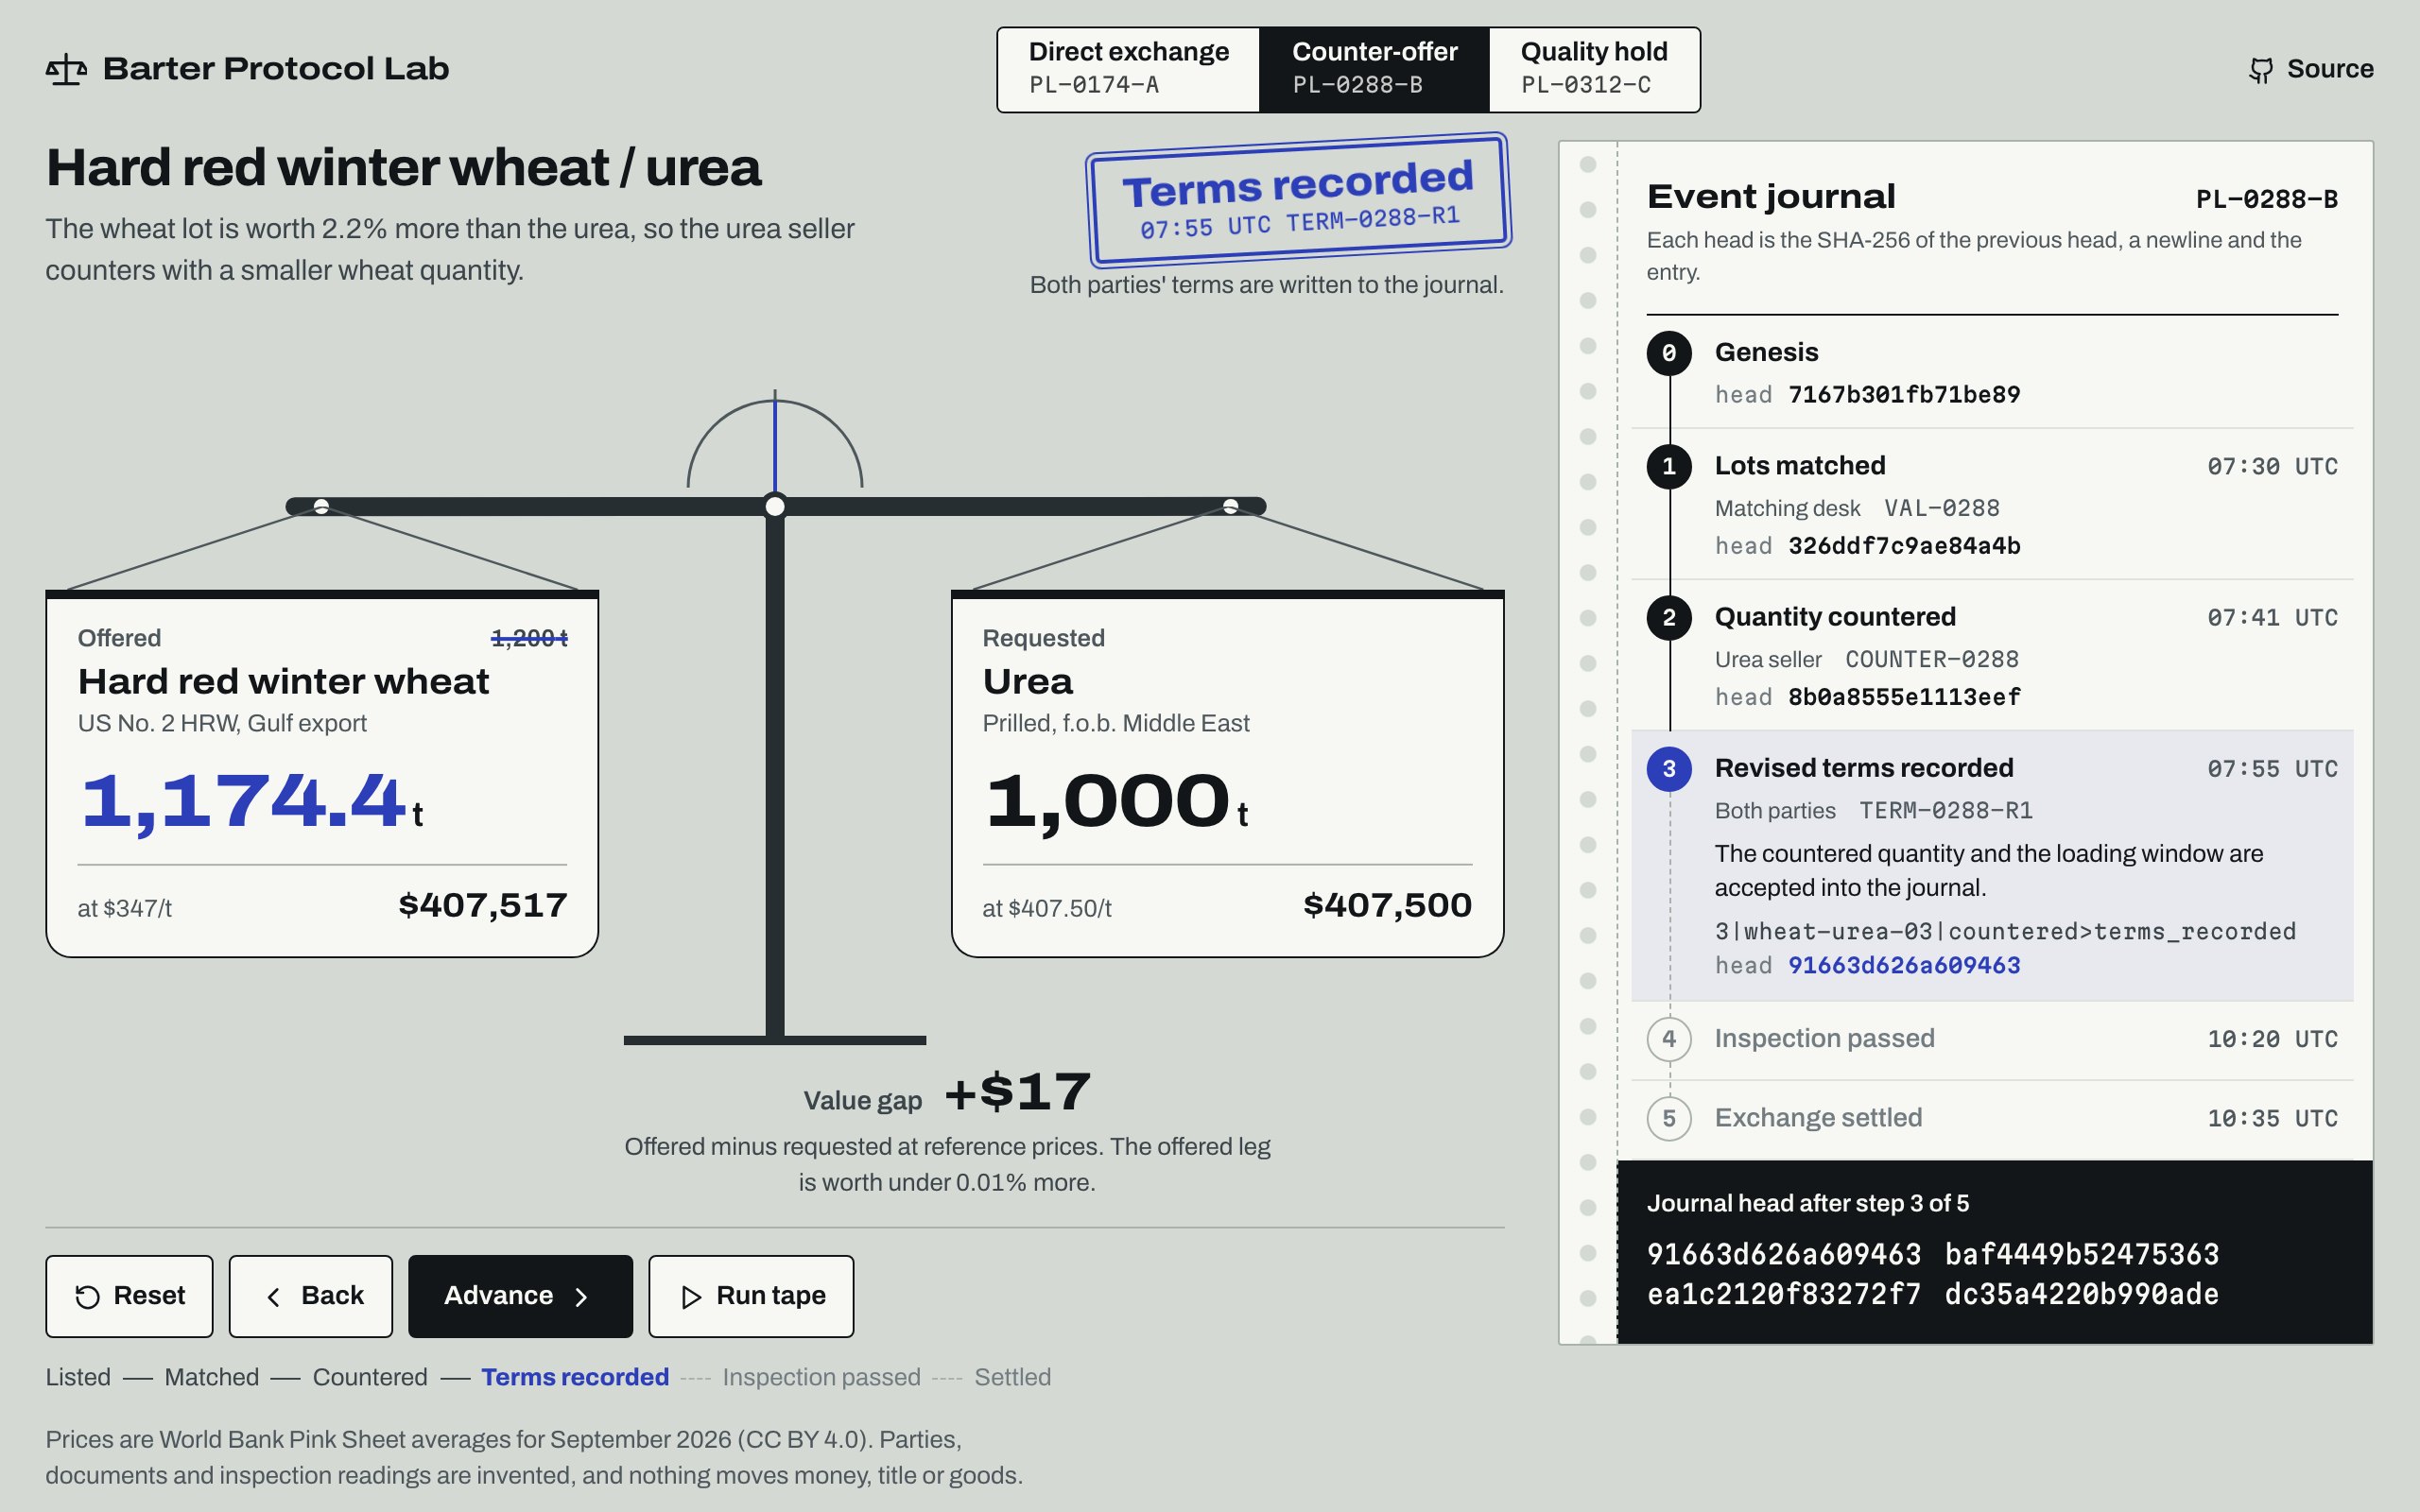 Barter Protocol Lab
Direct exchange
PL-0174-A
Counter-offer
PL-0288-B
Quality hold
PL-0312-C
Source
Hard red winter wheat / urea
The wheat lot is worth 2.2% more than the urea, so the urea seller
counters with a smaller wheat quantity.
Terms recorded
07:55 UTC TERM-0288-R1
Both parties' terms are written to the journal.
Offered 1,200 t
Hard red winter wheat
US No. 2 HRW, Gulf export
1,174.4 t
at $347/t $407,517
Requested
Urea
Prilled, f.o.b. Middle East
1,000 t
at $407.50/t $407,500
Value gap +$17
Offered minus requested at reference prices. The offered leg
is worth under 0.01% more.
Reset
Back
Advance
Run tape
Listed Matched Countered Terms recorded Inspection passed Settled
Prices are World Bank Pink Sheet averages for September 2026 (CC BY 4.0). Parties,
documents and inspection readings are invented, and nothing moves money, title or goods.
Event journal PL-0288-B
Each head is the SHA-256 of the previous head, a newline and the
entry.
0 Genesis
head 7167b301fb71be89
1 Lots matched 07:30 UTC
Matching desk VAL-0288
head 326ddf7c9ae84a4b
2 Quantity countered 07:41 UTC
Urea seller COUNTER-0288
head 8b0a8555e1113eef
3 Revised terms recorded 07:55 UTC
Both parties TERM-0288-R1
The countered quantity and the loading window are
accepted into the journal.
3|wheat-urea-03|countered>terms_recorded
head 91663d626a609463
4 Inspection passed 10:20 UTC
5 Exchange settled 10:35 UTC
Journal head after step 3 of 5
91663d626a609463 baf4449b52475363
ea1c2120f83272f7 dc35a4220b990ade